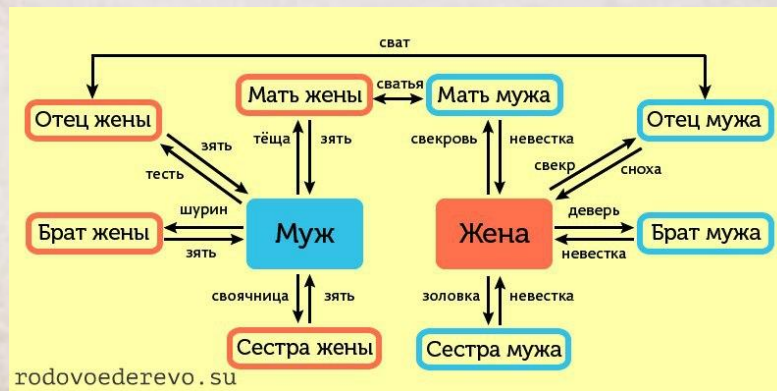 сват
Мать жены
сватья
Мать мужа
Отец жены
Отец мужа
зять
тесть
тёща
зять
свекровь
невестка
свекр
сноха
Брат жены
шурин
зять
Муж
Жена
деверь
невестка
Брат мужа
своячница
зять
золовка
невестка
Сестра жены
Сестра мужа
rodovoederevo.su